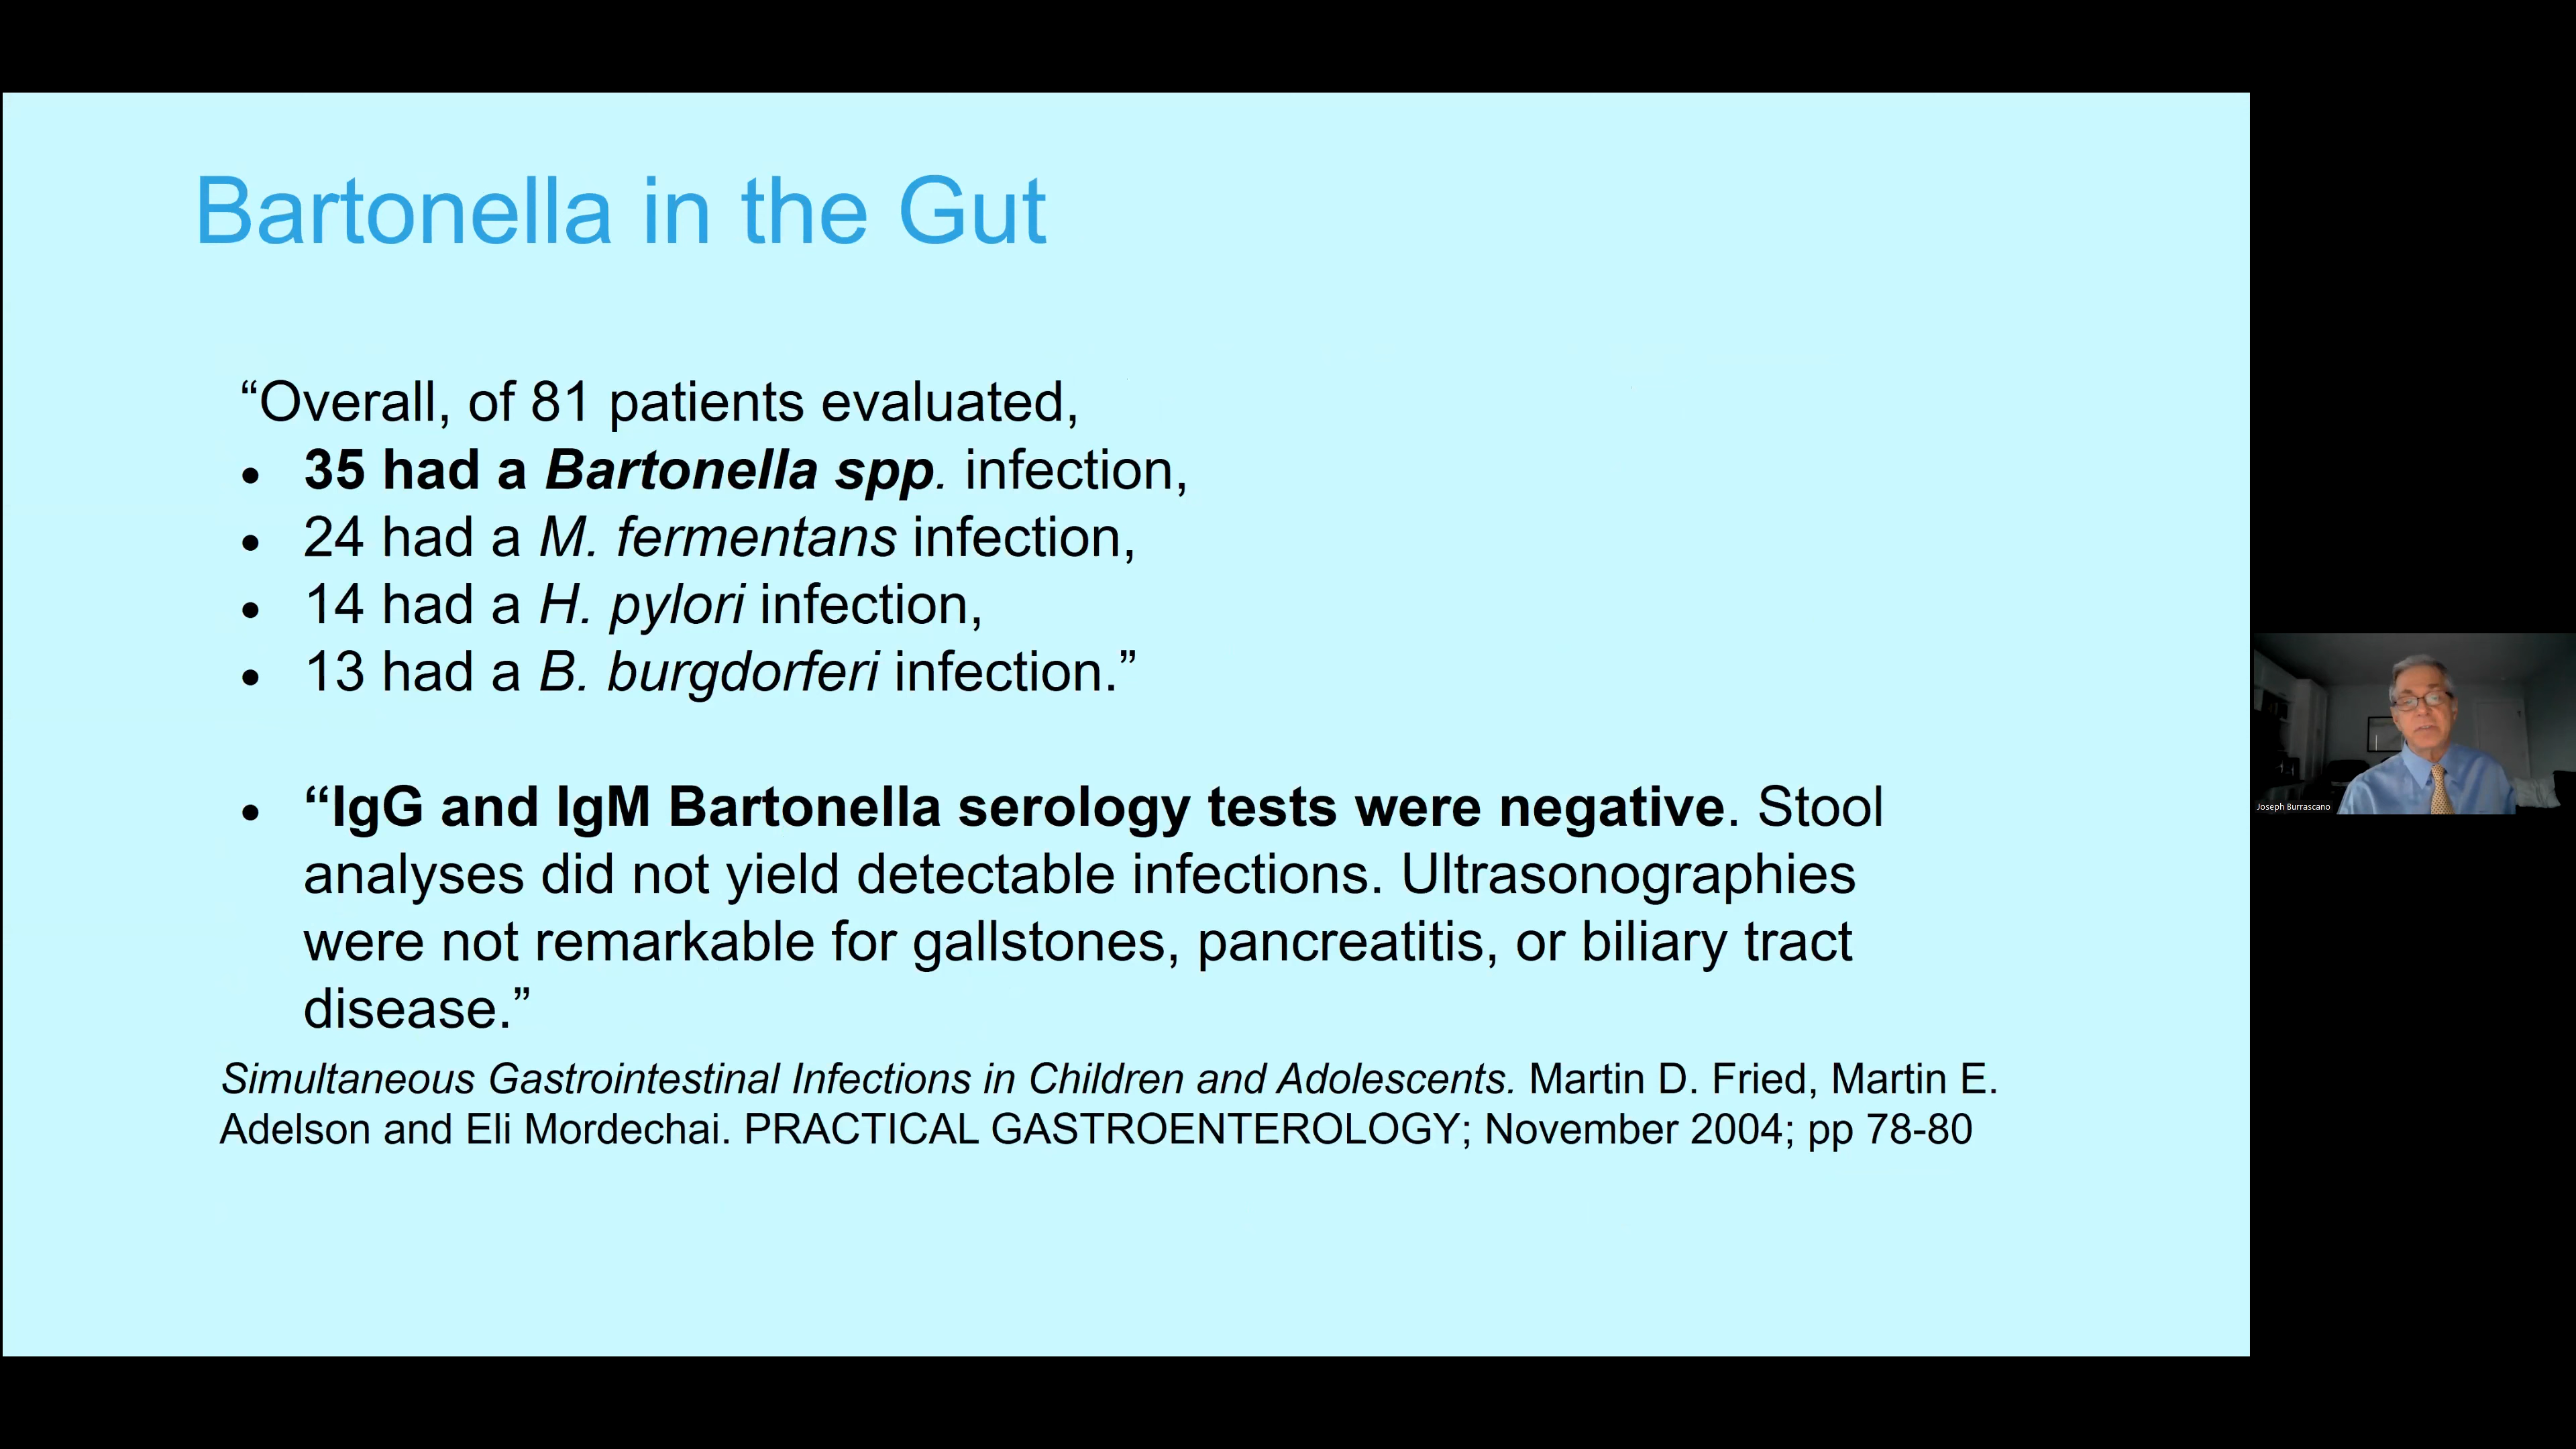 Bartonella in the Gut
“Overall, of 81 patients evaluated,
• 35 had a Bartonella spp. infection,
• 24 had a M. fermentans infection,
• 14 had a H. pylori infection,
• 13 had a B. burgdorferi infection.”
• “IgG and IgM Bartonella serology tests were negative. Stool
analyses did not yield detectable infections. Ultrasonographies
were not remarkable for gallstones, pancreatitis, or biliary tract
disease.”
Simultaneous Gastrointestinal Infections in Children and Adolescents. Martin D. Fried, Martin E.
Adelson and Eli Mordechai. PRACTICAL GASTROENTEROLOGY; November 2004; pp 78-80
Joseph Burrascano